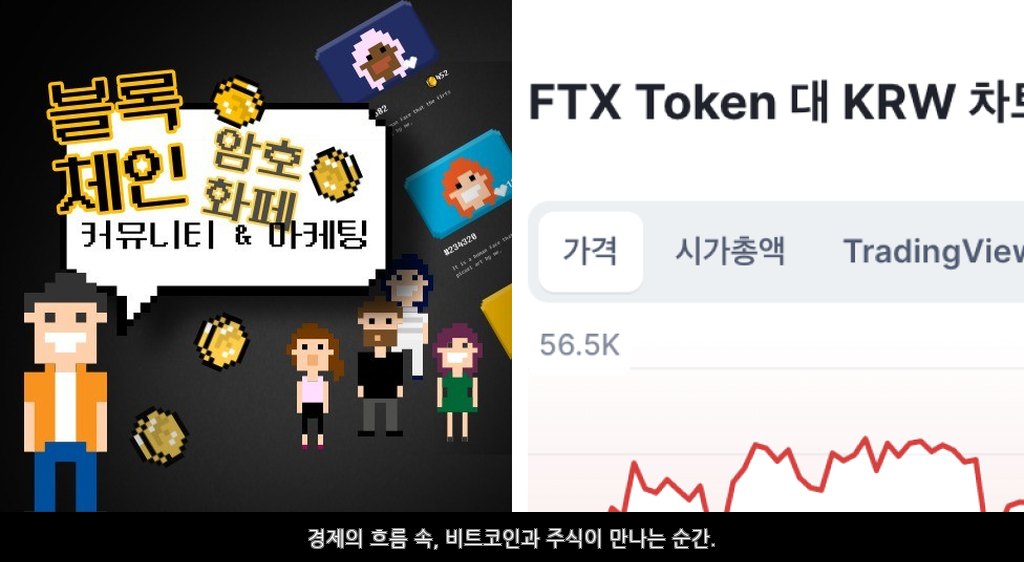 블록
체인
암호
화폐
커뮤니티 & 마케팅
#234320
FTX Token 대 KRW
가격
시가총액
TradingView
56.5K
경제의 흐름 속, 비트코인과 주식이 만나는 순간.